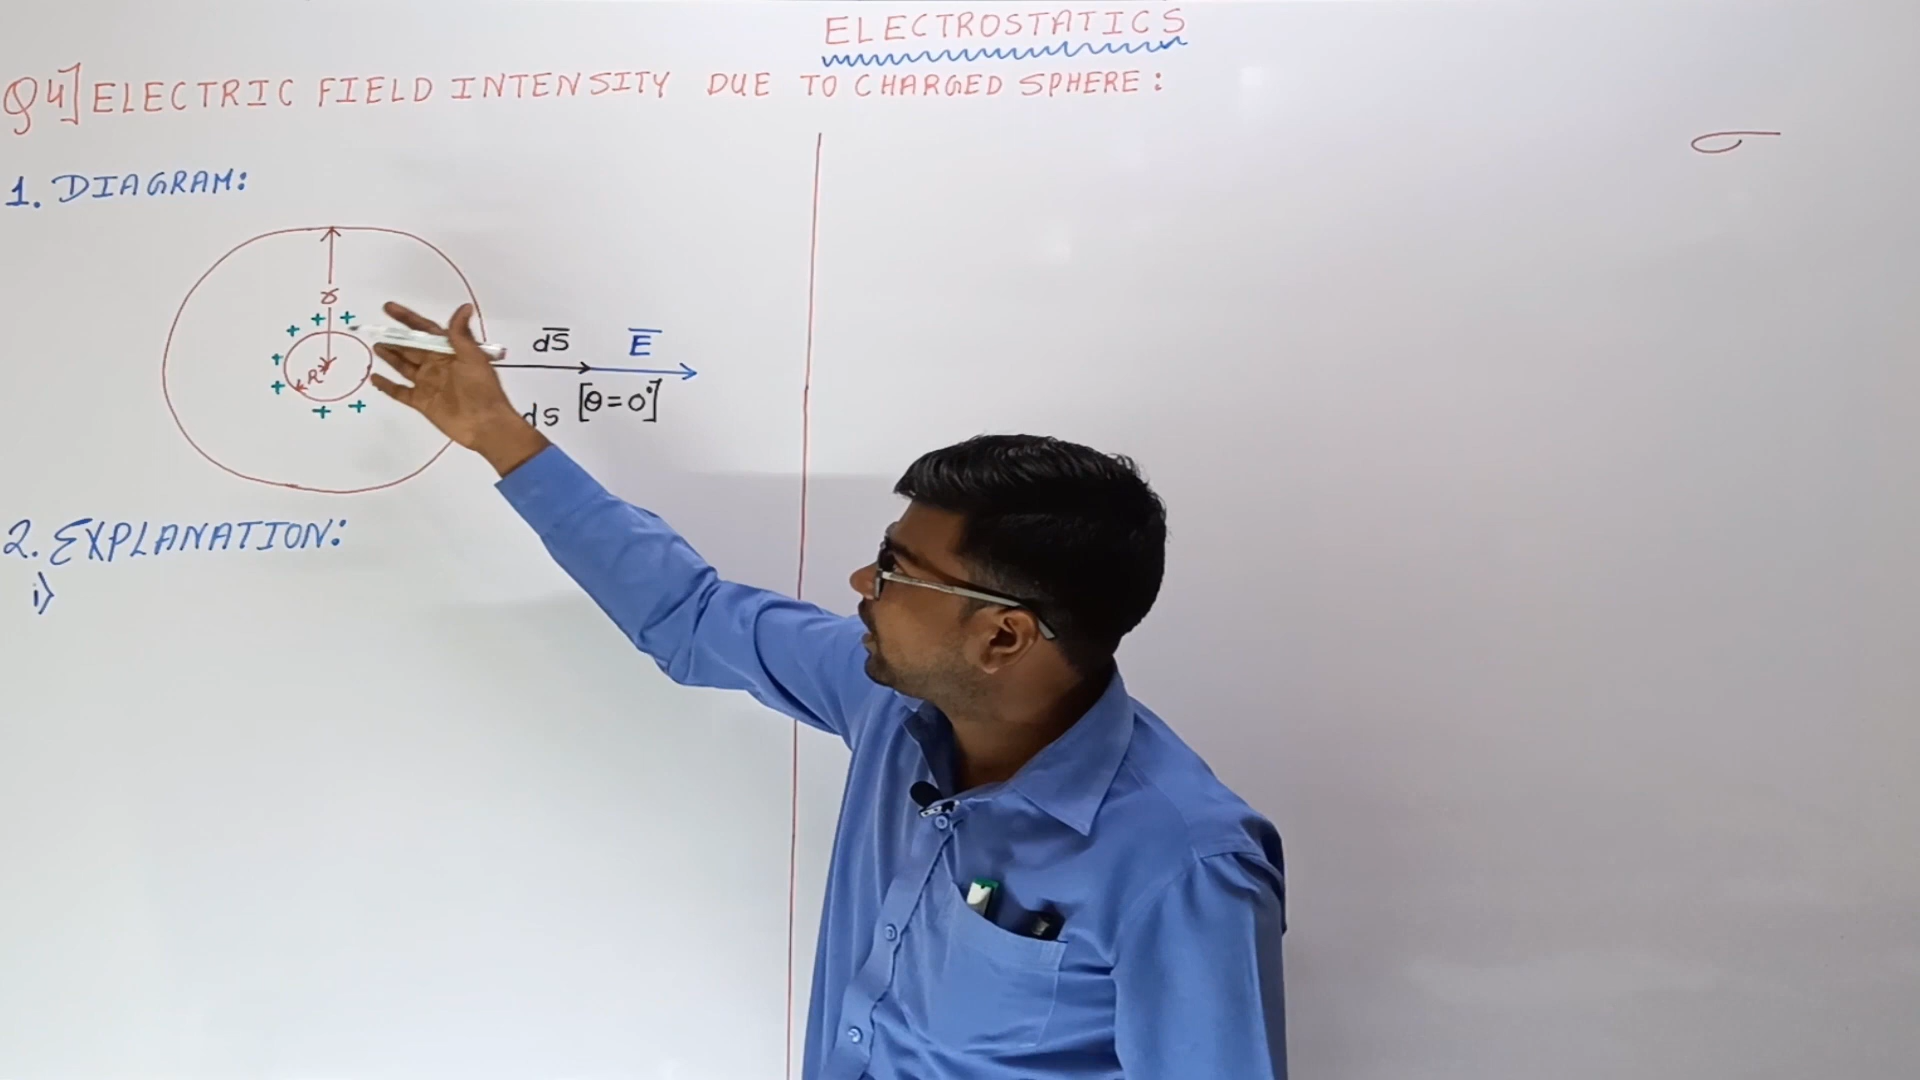 ELECTROSTATICS
Q4] ELECTRIC FIELD INTENSITY DUE TO CHARGED SPHERE:
σ
1. DIAGRAM:
r
+ + +
+
+
R
+ +
dS E
dS [θ=0°]
2. EXPLANATION:
i)